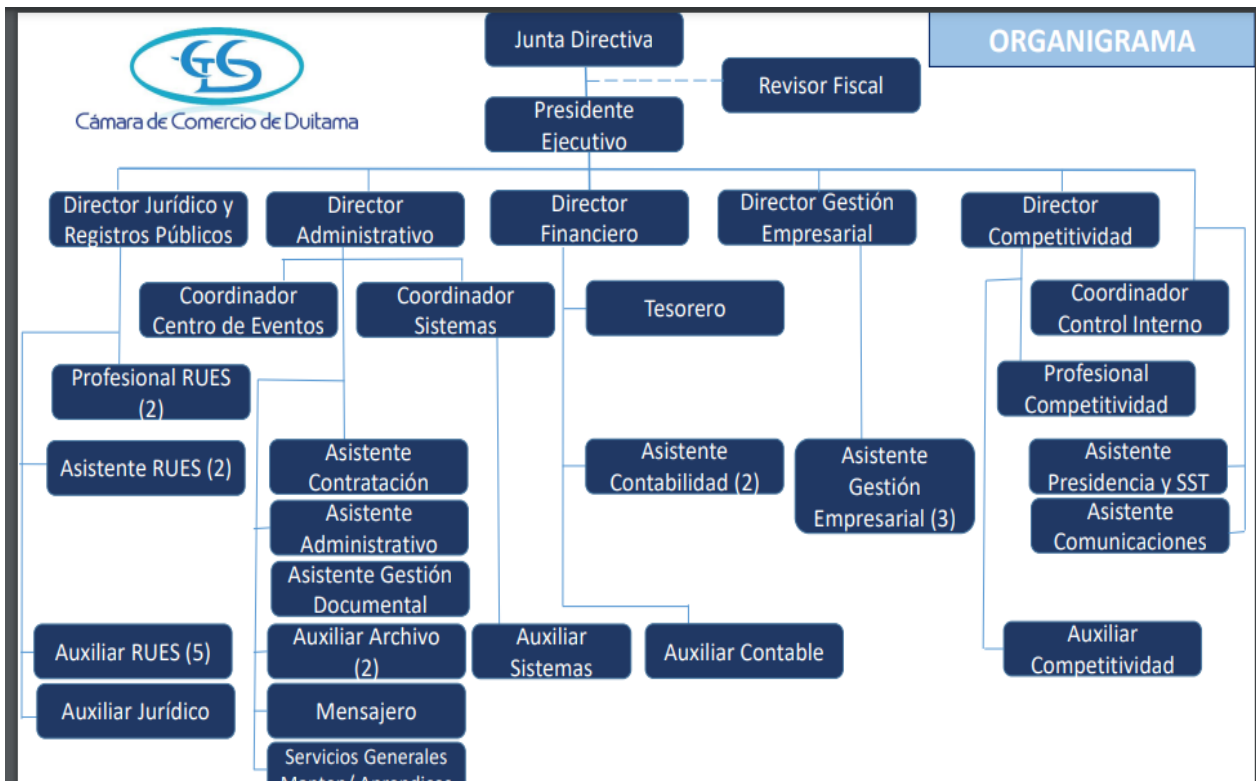 Junta Directiva
ORGANIGRAMA
Cámara de Comercio de Duitama
Revisor Fiscal
Presidente
Ejecutivo
Director Jurídico y
Registros Públicos
Director
Administrativo
Director
Financiero
Director Gestión
Empresarial
Director
Competitividad
Coordinador
Centro de Eventos
Coordinador
Sistemas
Tesorero
Coordinador
Control Interno
Profesional RUES
(2)
Profesional
Competitividad
Asistente RUES (2)
Asistente
Contratación
Asistente
Contabilidad (2)
Asistente
Gestión
Empresarial (3)
Asistente
Presidencia y SST
Asistente
Administrativo
Asistente
Comunicaciones
Asistente Gestión
Documental
Auxiliar RUES (5)
Auxiliar Archivo
(2)
Auxiliar
Sistemas
Auxiliar Contable
Auxiliar
Competitividad
Auxiliar Jurídico
Mensajero
Servicios Generales